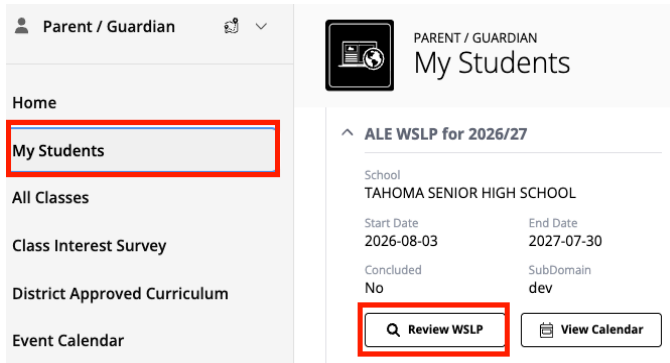 Parent / Guardian
Home
My Students
All Classes
Class Interest Survey
District Approved Curriculum
Event Calendar
PARENT / GUARDIAN
My Students
ALE WSLP for 2026/27
School
TAHOMA SENIOR HIGH SCHOOL
Start Date End Date
2026-08-03 2027-07-30
Concluded SubDomain
No dev
Review WSLP View Calendar